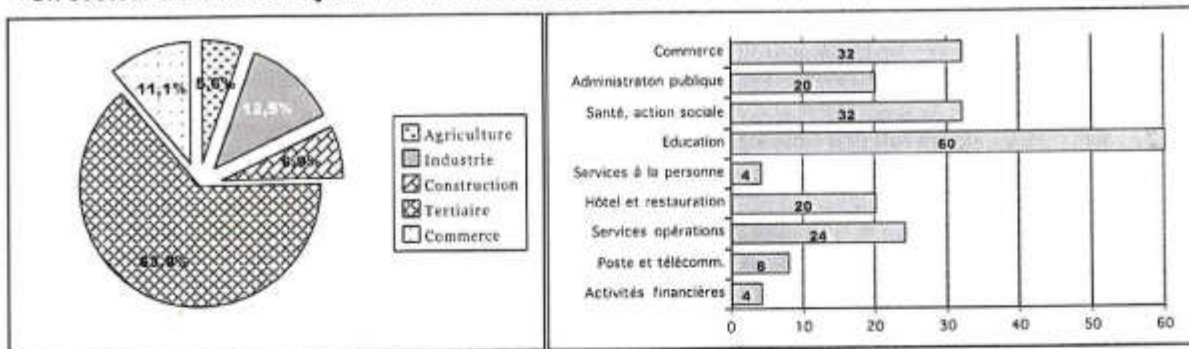 5,6%
11,1%
12,5%
6,9%
63,9%
Agriculture
Industrie
Construction
Tertiaire
Commerce
Commerce 32
Administraton publique 20
Santé, action sociale 32
Education 60
Services à la personne 4
Hôtel et restauration 20
Services opérations 24
Poste et télécomm. 8
Activités financières 4
0 10 20 30 40 50 60